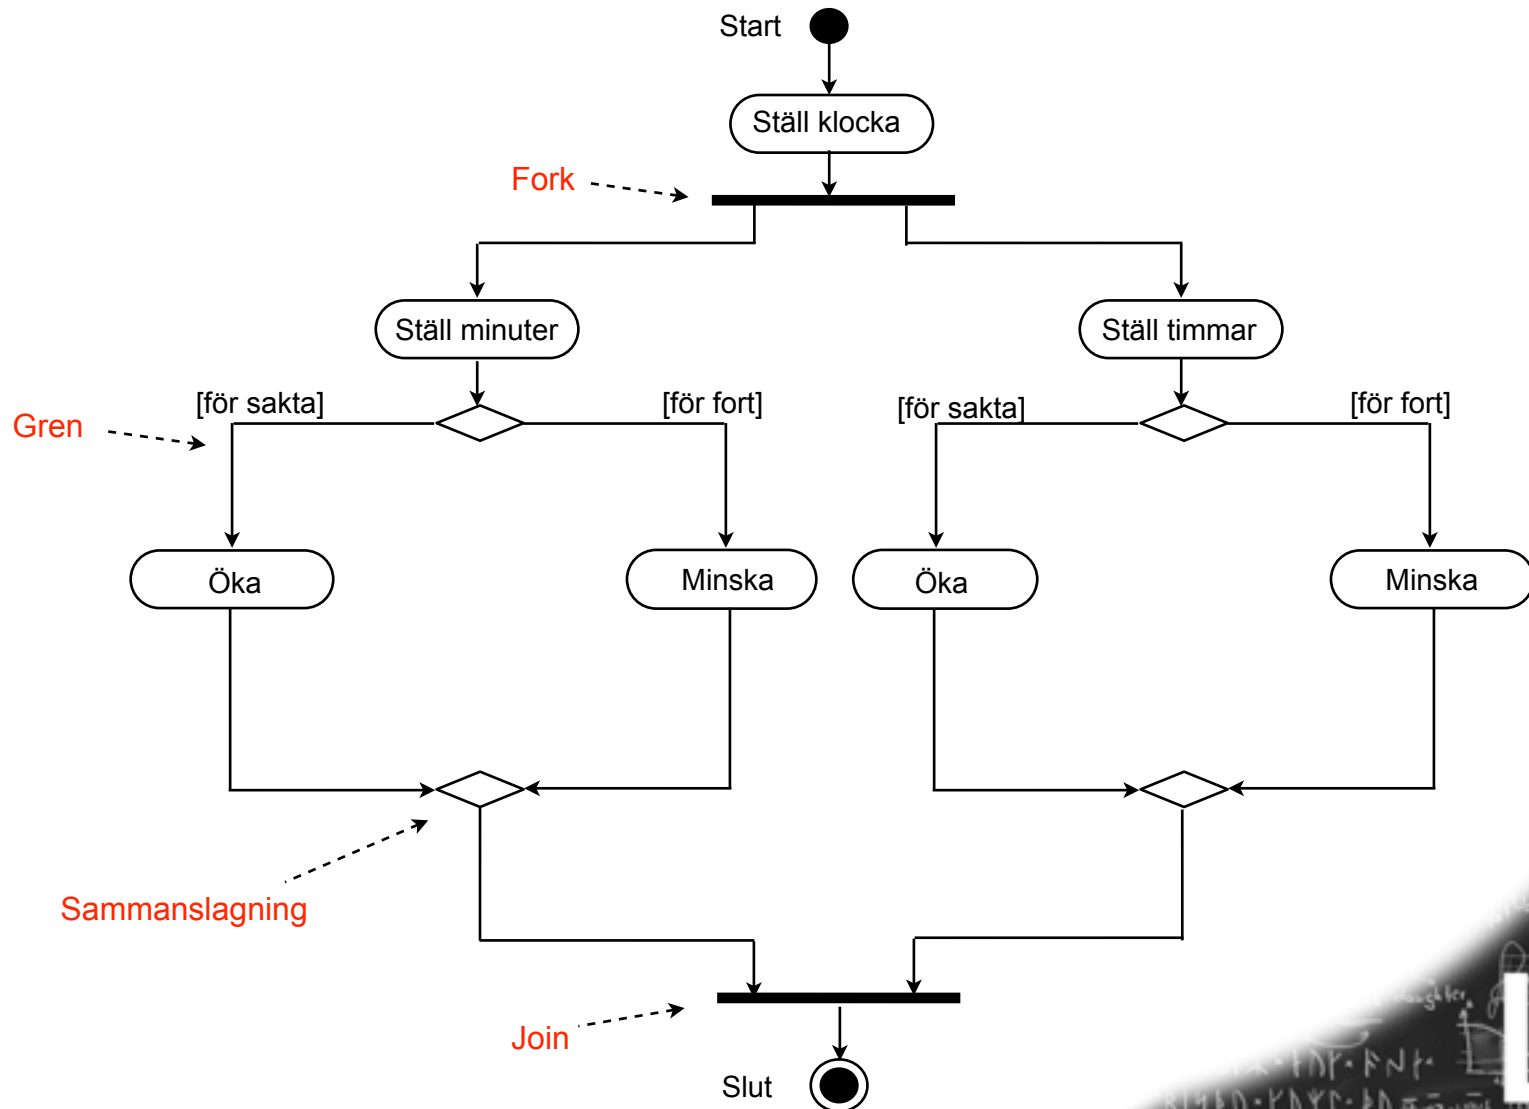 Start
Ställ klocka
Fork
Ställ minuter
Ställ timmar
[för sakta]
[för fort]
[för sakta]
[för fort]
Gren
Öka
Minska
Öka
Minska
Sammanslagning
Join
Slut